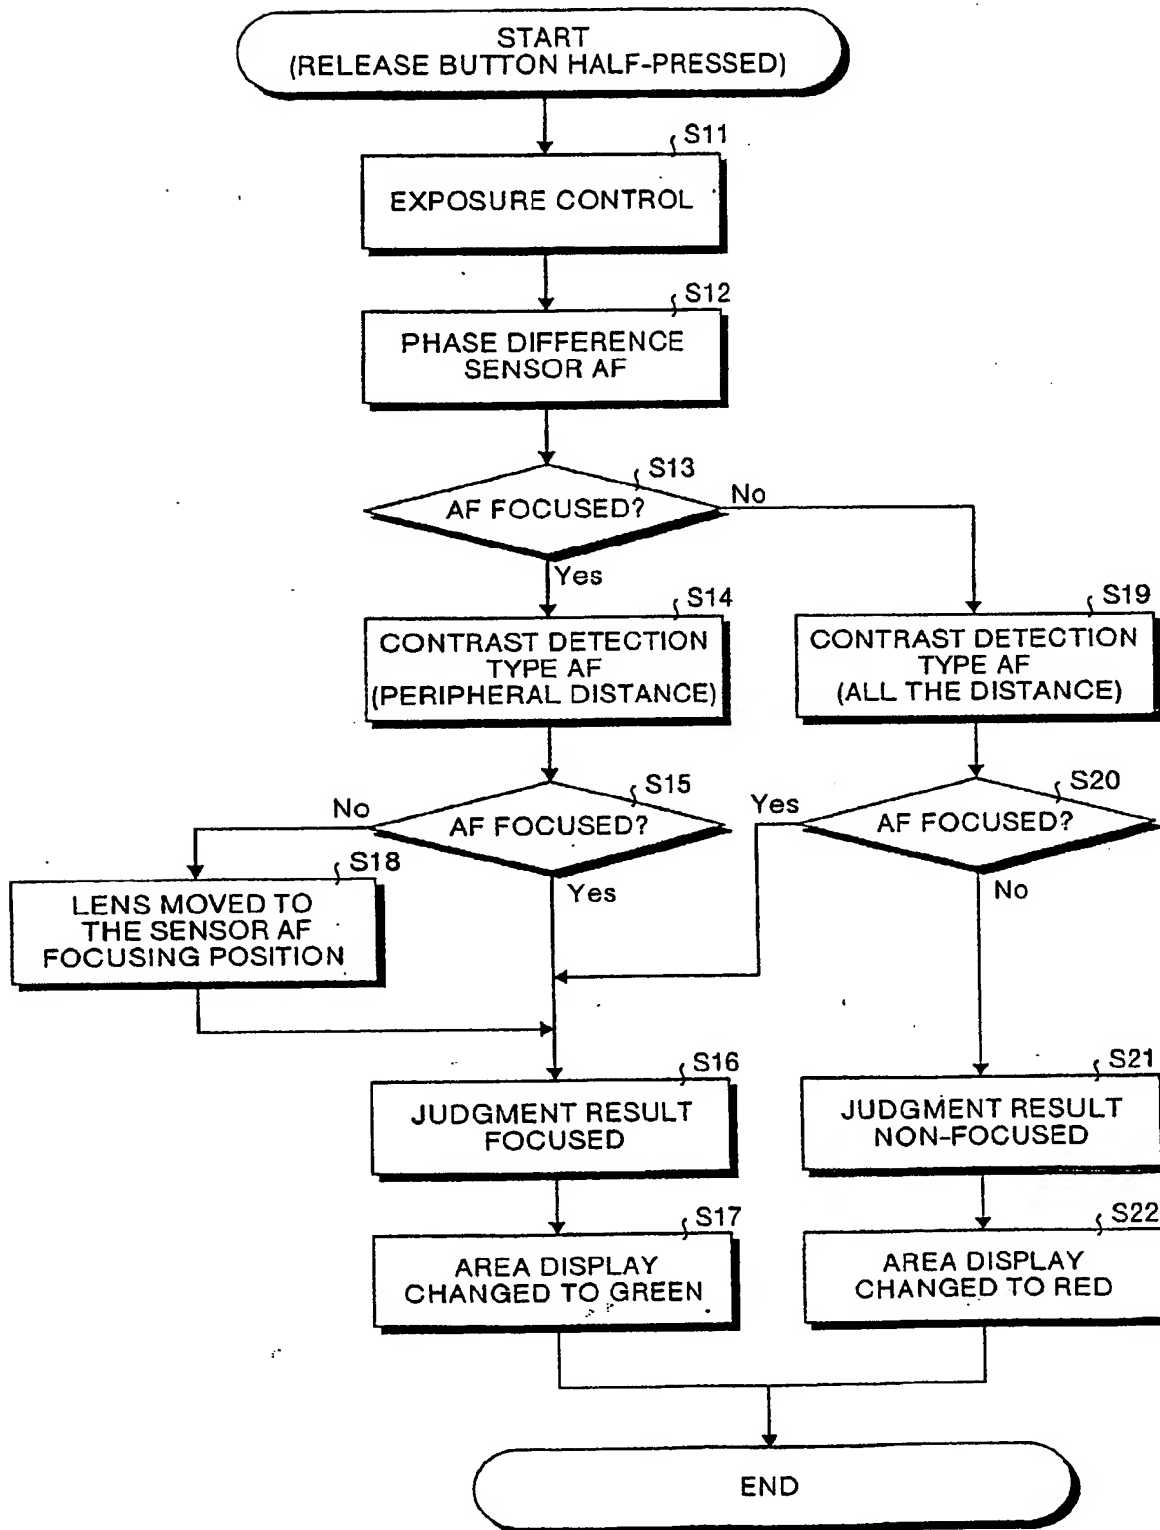 START
(RELEASE BUTTON HALF-PRESSED)
S11
EXPOSURE CONTROL
S12
PHASE DIFFERENCE
SENSOR AF
S13
AF FOCUSED?
No
Yes
S14
CONTRAST DETECTION
TYPE AF
(PERIPHERAL DISTANCE)
S19
CONTRAST DETECTION
TYPE AF
(ALL THE DISTANCE)
S15
AF FOCUSED?
No
Yes
S20
AF FOCUSED?
Yes
No
S18
LENS MOVED TO
THE SENSOR AF
FOCUSING POSITION
S16
JUDGMENT RESULT
FOCUSED
S21
JUDGMENT RESULT
NON-FOCUSED
S17
AREA DISPLAY
CHANGED TO GREEN
S22
AREA DISPLAY
CHANGED TO RED
END